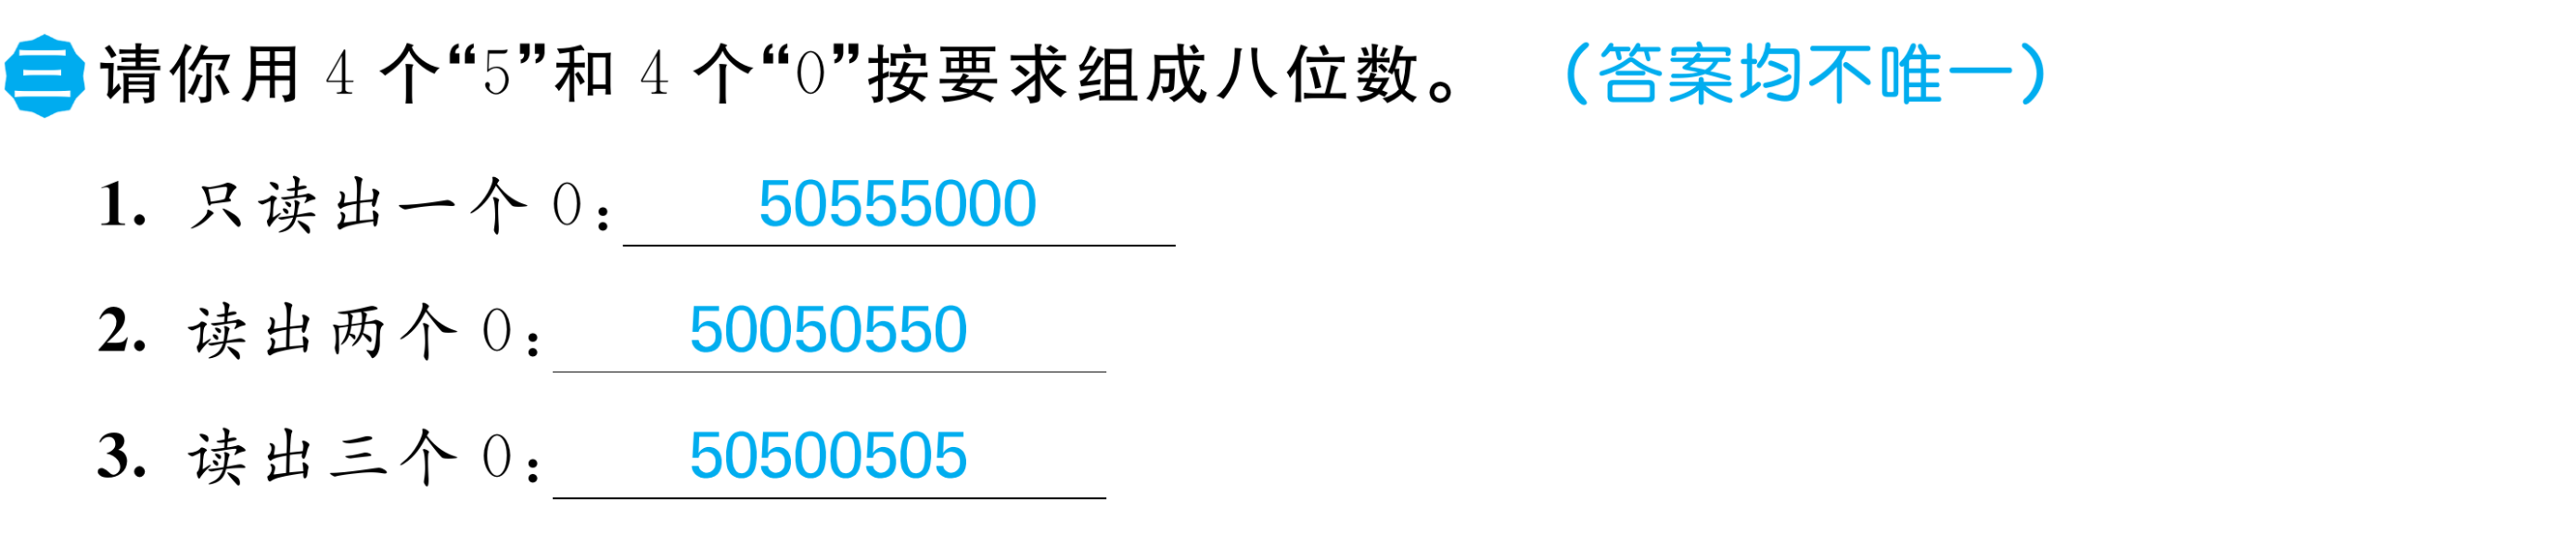 三 请你用 4 个“5”和 4 个“0”按要求组成八位数。 (答案均不唯一)
1. 只读出一个 0: 50555000
2. 读出两个 0: 50050550
3. 读出三个 0: 50500505